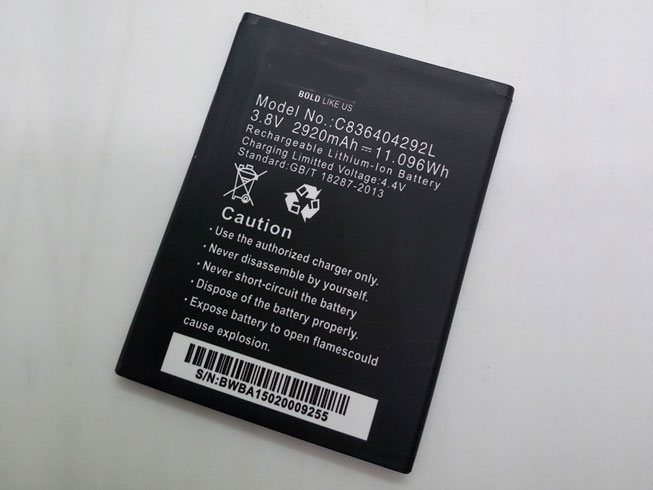 BOLD LIKE US
Model No.:C836404292L
3.8V 2920mAh=11.096Wh
Rechargeable Lithium-Ion Battery
Charging Limitted Voltage:4.4V
Standard:GB/T 18287-2013
Caution
• Use the authorized charger only.
• Never disassemble by yourself.
• Never short-circuit the battery
• Dispose of the battery properly.
• Expose battery to open flamescould
cause explosion.
S/N:BWBA15020009255